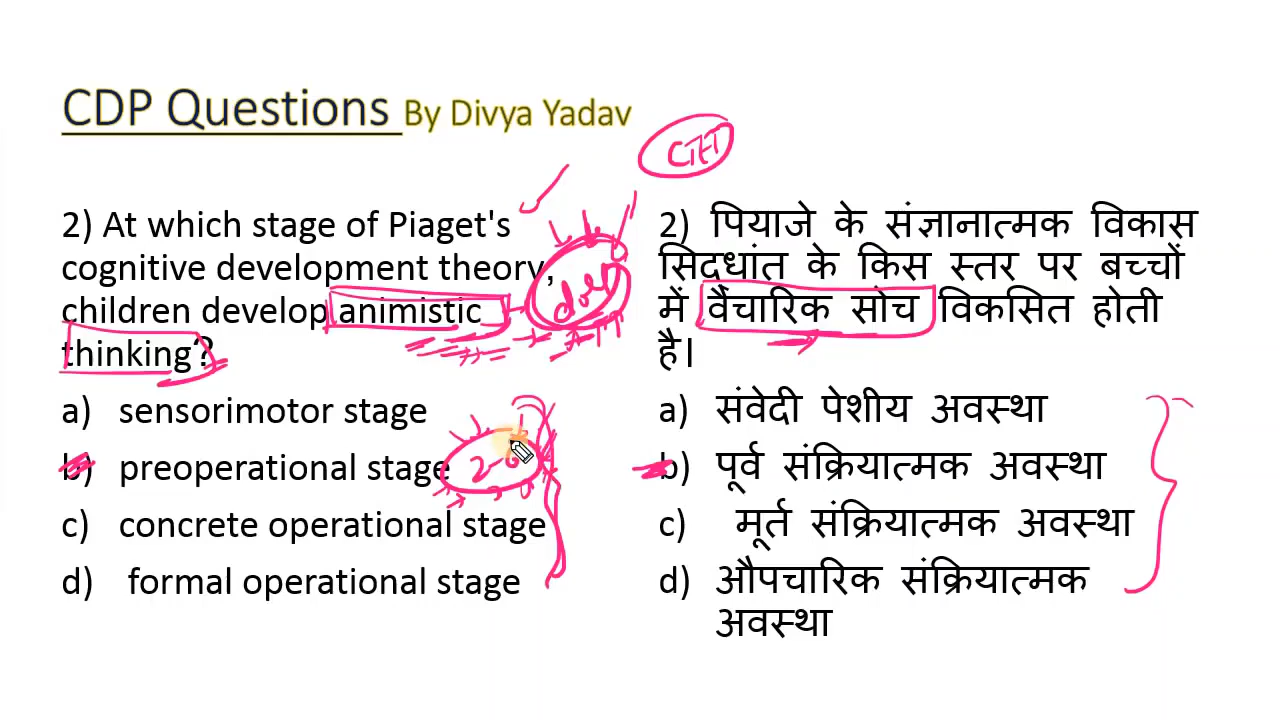 CDP Questions By Divya Yadav
CTET
2) At which stage of Piaget's
cognitive development theory,
children develop animistic
thinking?
a) sensorimotor stage
b) preoperational stage
2-6
c) concrete operational stage
d) formal operational stage
2) पियाजे के संज्ञानात्मक विकास
सिद्धांत के किस स्तर पर बच्चों
में वैचारिक सोच विकसित होती
है।
a) संवेदी पेशीय अवस्था
b) पूर्व संक्रियात्मक अवस्था
c) मूर्त संक्रियात्मक अवस्था
d) औपचारिक संक्रियात्मक
अवस्था